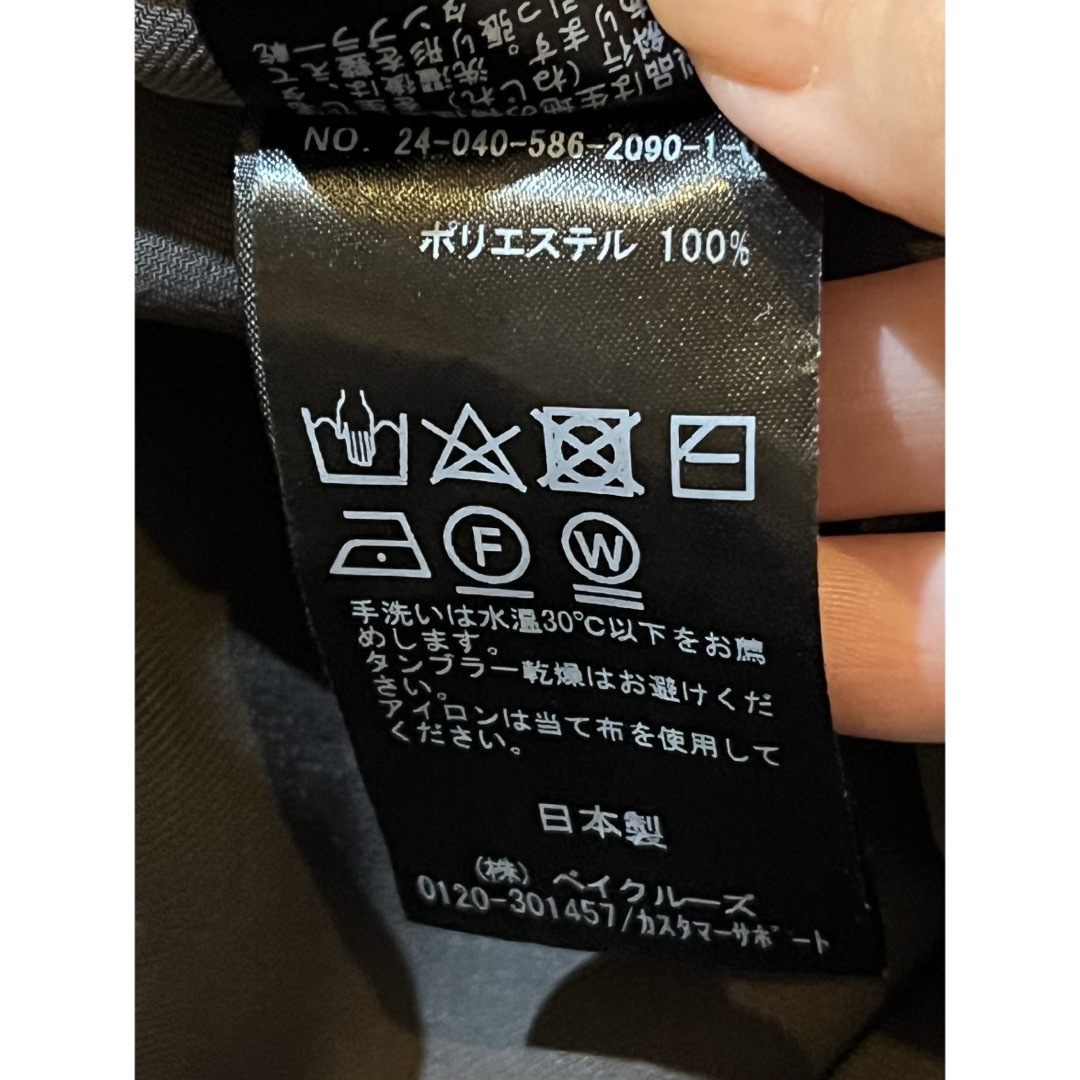 NO. 24-040-586-2090-1-
ポリエステル 100%
F W
手洗いは水温30℃以下をお薦
めします。
タンブラー乾燥はお避けくだ
さい。
アイロンは当て布を使用して
ください。
日本製
(株) ベイクルーズ
0120-301457/カスタマーサポート